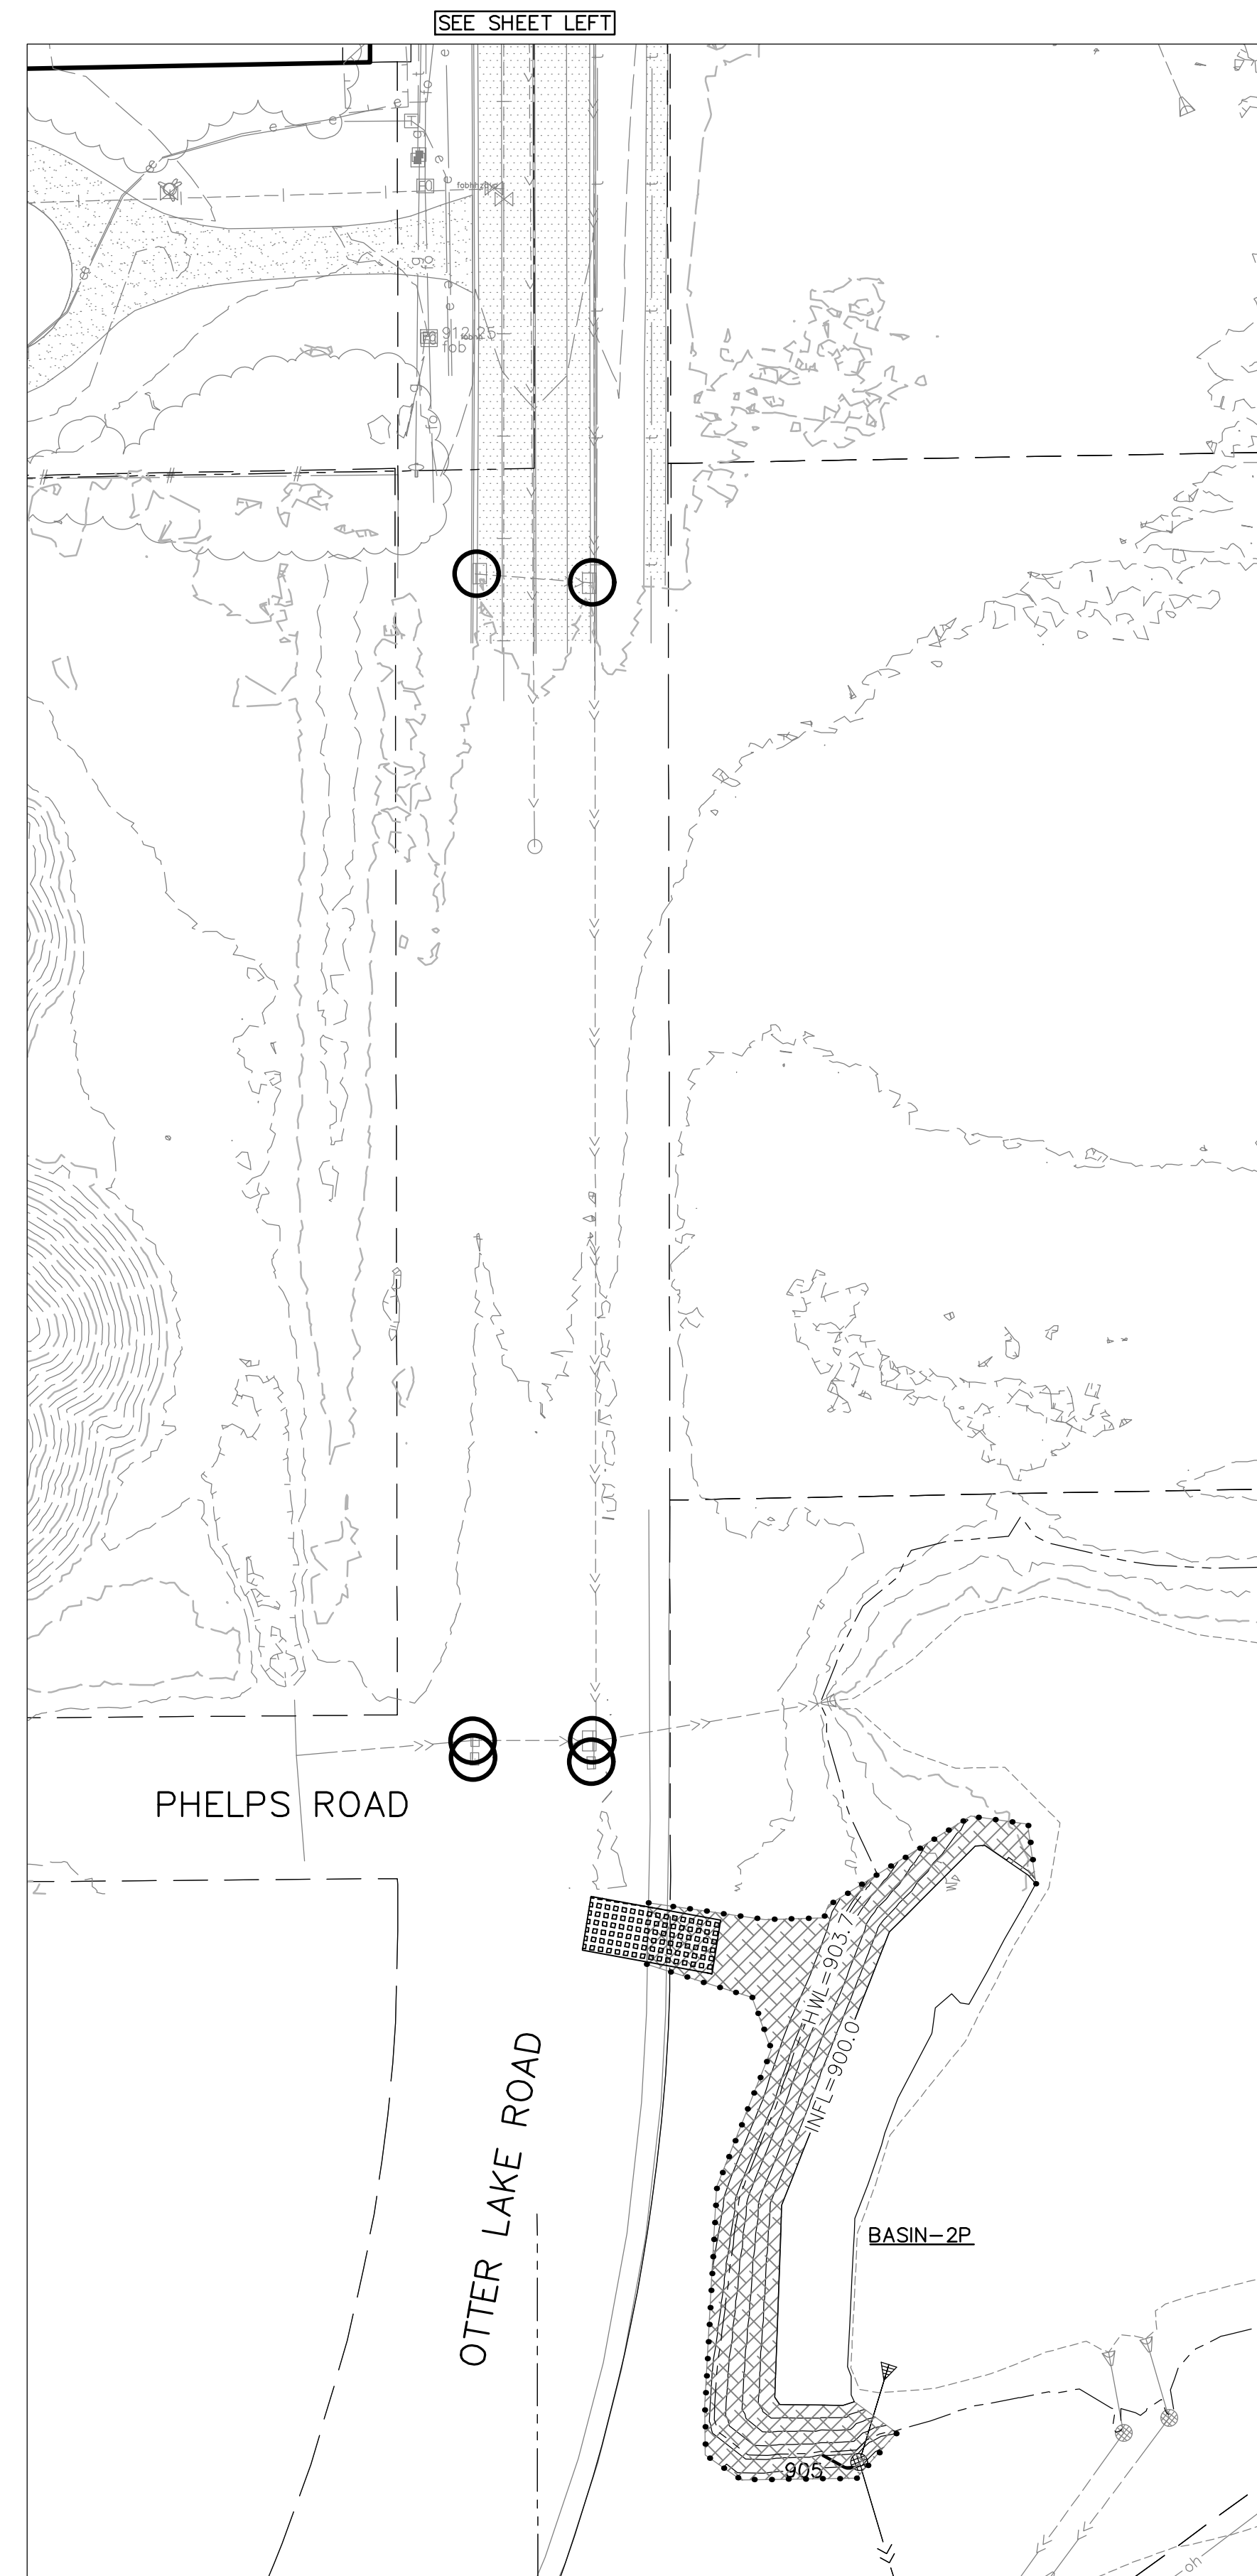 SEE SHEET LEFT
912.25
fob
PHELPS ROAD
HWL=903.7
INFL=900.0
OTTER LAKE ROAD
BASIN-2P
905
oh